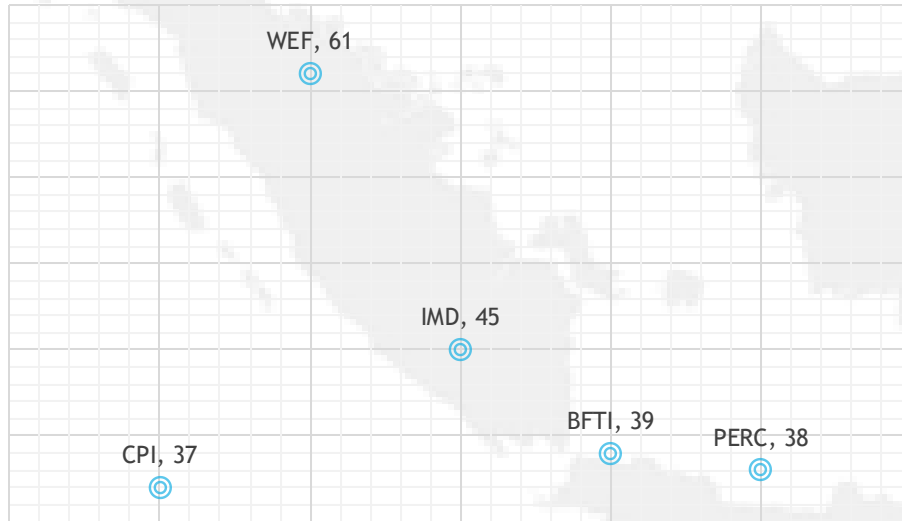 WEF, 61
IMD, 45
BFTI, 39
PERC, 38
CPI, 37